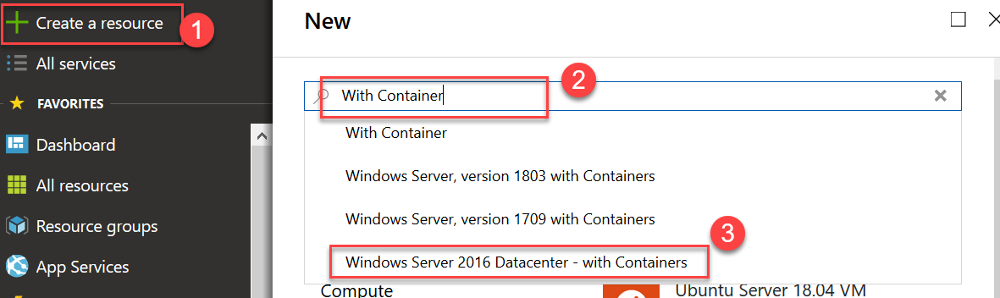 Create a resource
1
All services
FAVORITES
Dashboard
All resources
Resource groups
App Services
New
With Container
2
With Container
Windows Server, version 1803 with Containers
Windows Server, version 1709 with Containers
3
Windows Server 2016 Datacenter - with Containers
Compute
Ubuntu Server 18.04 VM